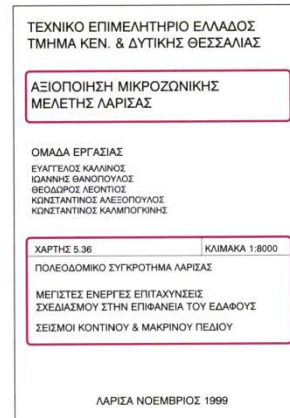 ΤΕΧΝΙΚΟ ΕΠΙΜΕΛΗΤΗΡΙΟ ΕΛΛΑΔΟΣ
ΤΜΗΜΑ ΚΕΝ. & ΔΥΤΙΚΗΣ ΘΕΣΣΑΛΙΑΣ
ΑΞΙΟΠΟΙΗΣΗ ΜΙΚΡΟΖΩΝΙΚΗΣ
ΜΕΛΕΤΗΣ ΛΑΡΙΣΑΣ
ΟΜΑΔΑ ΕΡΓΑΣΙΑΣ
ΕΥΑΓΓΕΛΟΣ ΚΑΛΛΙΝΟΣ
ΙΩΑΝΝΗΣ ΘΑΝΟΠΟΥΛΟΣ
ΘΕΟΔΩΡΟΣ ΛΕΟΝΤΙΟΣ
ΚΩΝΣΤΑΝΤΙΝΟΣ ΑΛΕΞΟΠΟΥΛΟΣ
ΚΩΝΣΤΑΝΤΙΝΟΣ ΚΑΛΜΠΟΓΚΙΝΗΣ
ΧΑΡΤΗΣ 5.36 ΚΛΙΜΑΚΑ 1:8000
ΠΟΛΕΟΔΟΜΙΚΟ ΣΥΓΚΡΟΤΗΜΑ ΛΑΡΙΣΑΣ
ΜΕΓΙΣΤΕΣ ΕΝΕΡΓΕΣ ΕΠΙΤΑΧΥΝΣΕΙΣ
ΣΧΕΔΙΑΣΜΟΥ ΣΤΗΝ ΕΠΙΦΑΝΕΙΑ ΤΟΥ ΕΔΑΦΟΥΣ
ΣΕΙΣΜΟΙ ΚΟΝΤΙΝΟΥ & ΜΑΚΡΙΝΟΥ ΠΕΔΙΟΥ
ΛΑΡΙΣΑ ΝΟΕΜΒΡΙΟΣ 1999